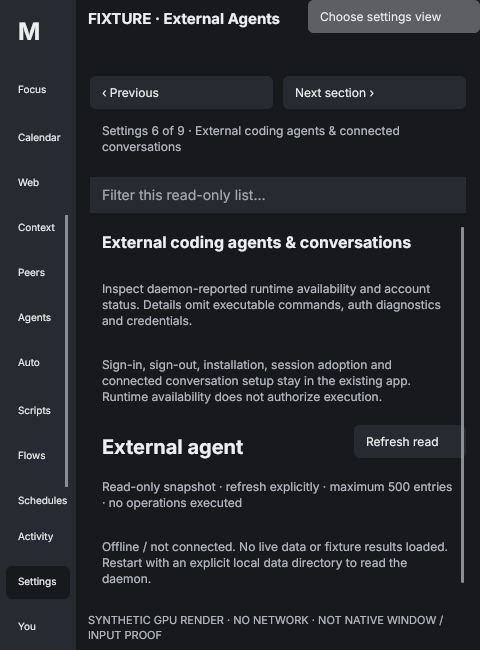 M
FIXTURE · External Agents
Choose settings view
Focus
Calendar
Web
Context
Peers
Agents
Auto
Scripts
Flows
Schedules
Activity
Settings
You
‹ Previous
Next section ›
Settings 6 of 9 · External coding agents & connected
conversations
Filter this read-only list...
External coding agents & conversations
Inspect daemon-reported runtime availability and account
status. Details omit executable commands, auth diagnostics
and credentials.
Sign-in, sign-out, installation, session adoption and
connected conversation setup stay in the existing app.
Runtime availability does not authorize execution.
External agent
Refresh read
Read-only snapshot · refresh explicitly · maximum 500 entries
· no operations executed
Offline / not connected. No live data or fixture results loaded.
Restart with an explicit local data directory to read the
daemon.
SYNTHETIC GPU RENDER · NO NETWORK · NOT NATIVE WINDOW /
INPUT PROOF